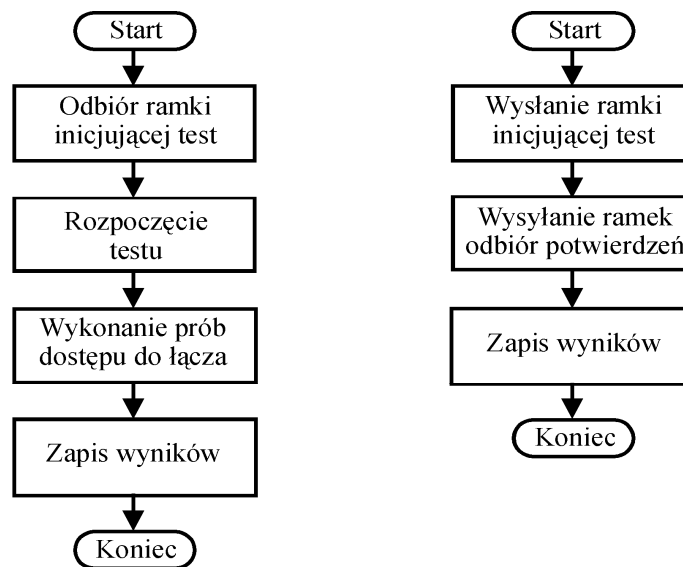 Start
Odbiór ramki
inicjującej test
Rozpoczęcie
testu
Wykonanie prób
dostępu do łącza
Zapis wyników
Koniec
Start
Wysłanie ramki
inicjującej test
Wysyłanie ramek
odbiór potwierdzeń
Zapis wyników
Koniec